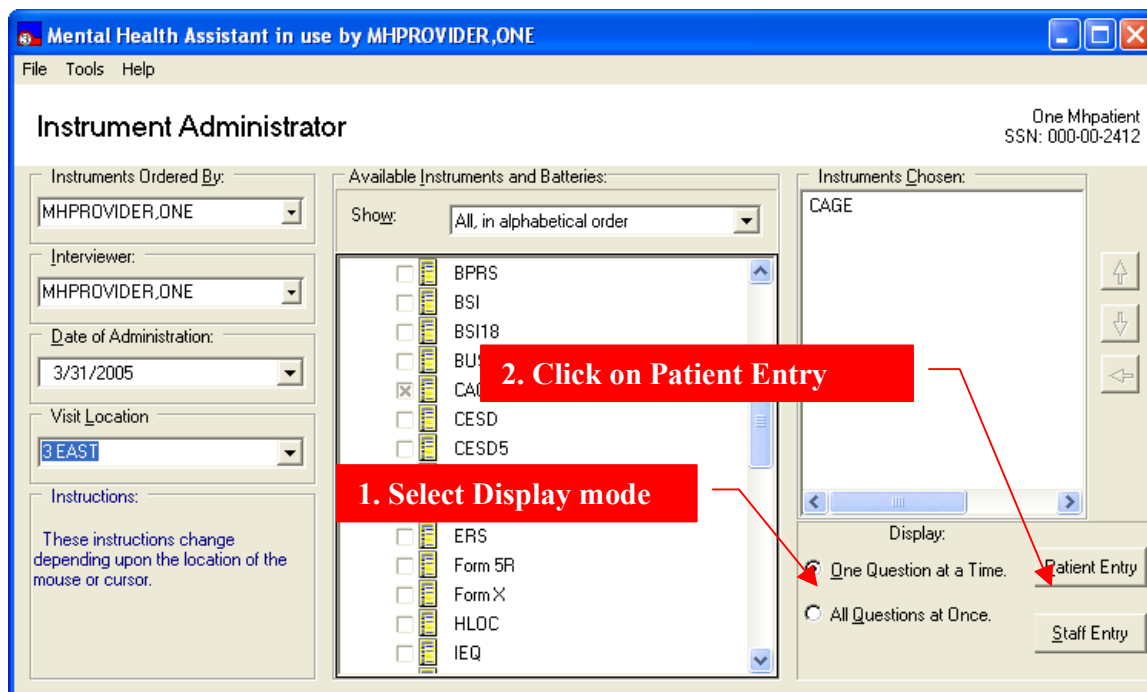 Mental Health Assistant in use by MHPROVIDER,ONE
File Tools Help
Instrument Administrator
One Mhpatient
SSN: 000-00-2412
Instruments Ordered By:
MHPROVIDER,ONE
Interviewer:
MHPROVIDER,ONE
Date of Administration:
3/31/2005
Visit Location
3 EAST
Instructions:
These instructions change
depending upon the location of the
mouse or cursor.
Available Instruments and Batteries:
Show:
All, in alphabetical order
BPRS
BSI
BSI18
2. Click on Patient Entry
CESD
CESD5
1. Select Display mode
ERS
Form 5R
Form X
HLOC
IEQ
Instruments Chosen:
CAGE
Display:
One Question at a Time.
All Questions at Once.
Patient Entry
Staff Entry